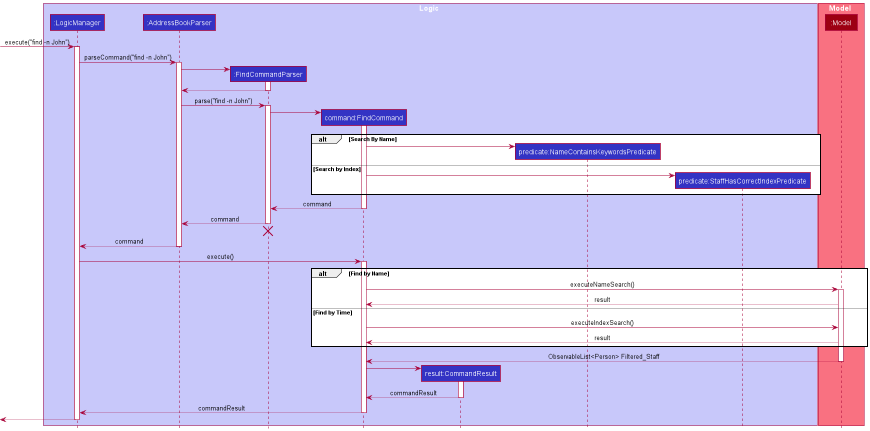 Logic
Model
:LogicManager
:AddressBookParser
:Model
execute("find -n John")
parseCommand("find -n John")
:FindCommandParser
parse("find -n John")
command:FindCommand
alt [Search By Name]
predicate:NameContainsKeywordsPredicate
[Search by Index]
predicate:StaffHasCorrectIndexPredicate
command
command
command
execute()
alt [Find by Name]
executeNameSearch()
result
[Find by Time]
executeIndexSearch()
result
ObservableList<Person> Filtered_Staff
result:CommandResult
commandResult
commandResult